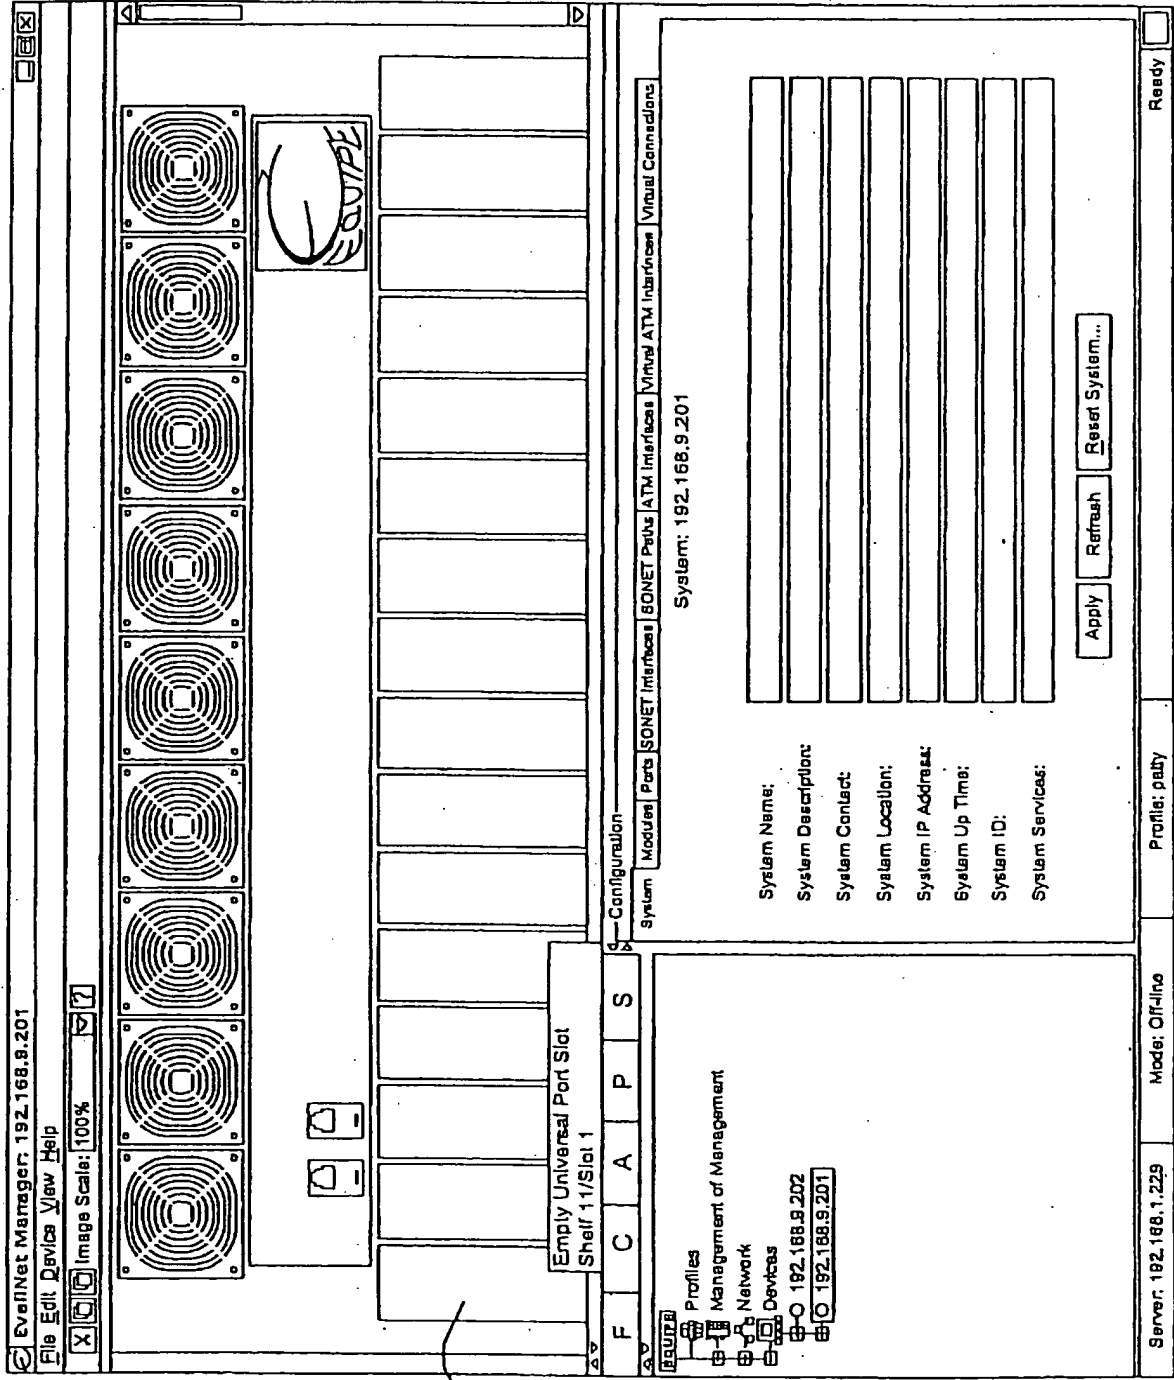 EvellNet Manager: 192.168.9.201
File Edit Device View Help
Image Scale: 100%
EQUIPE
Empty Universal Port Slot
Shelf 11/Slot 1
F C A P S
EQUIPE
Profiles
Management of Management
Network
Devices
192.168.9.202
192.168.9.201
Configuration
System Modules Ports SONET Interfaces SONET Paths ATM Interfaces Virtual ATM Interfaces Virtual Connections
System: 192.168.9.201
System Name:
System Description:
System Contact:
System Location:
System IP Address:
System Up Time:
System ID:
System Services:
Apply Refresh Reset System...
Server: 192.168.1.229 Mode: Off-line Profile: patty Ready